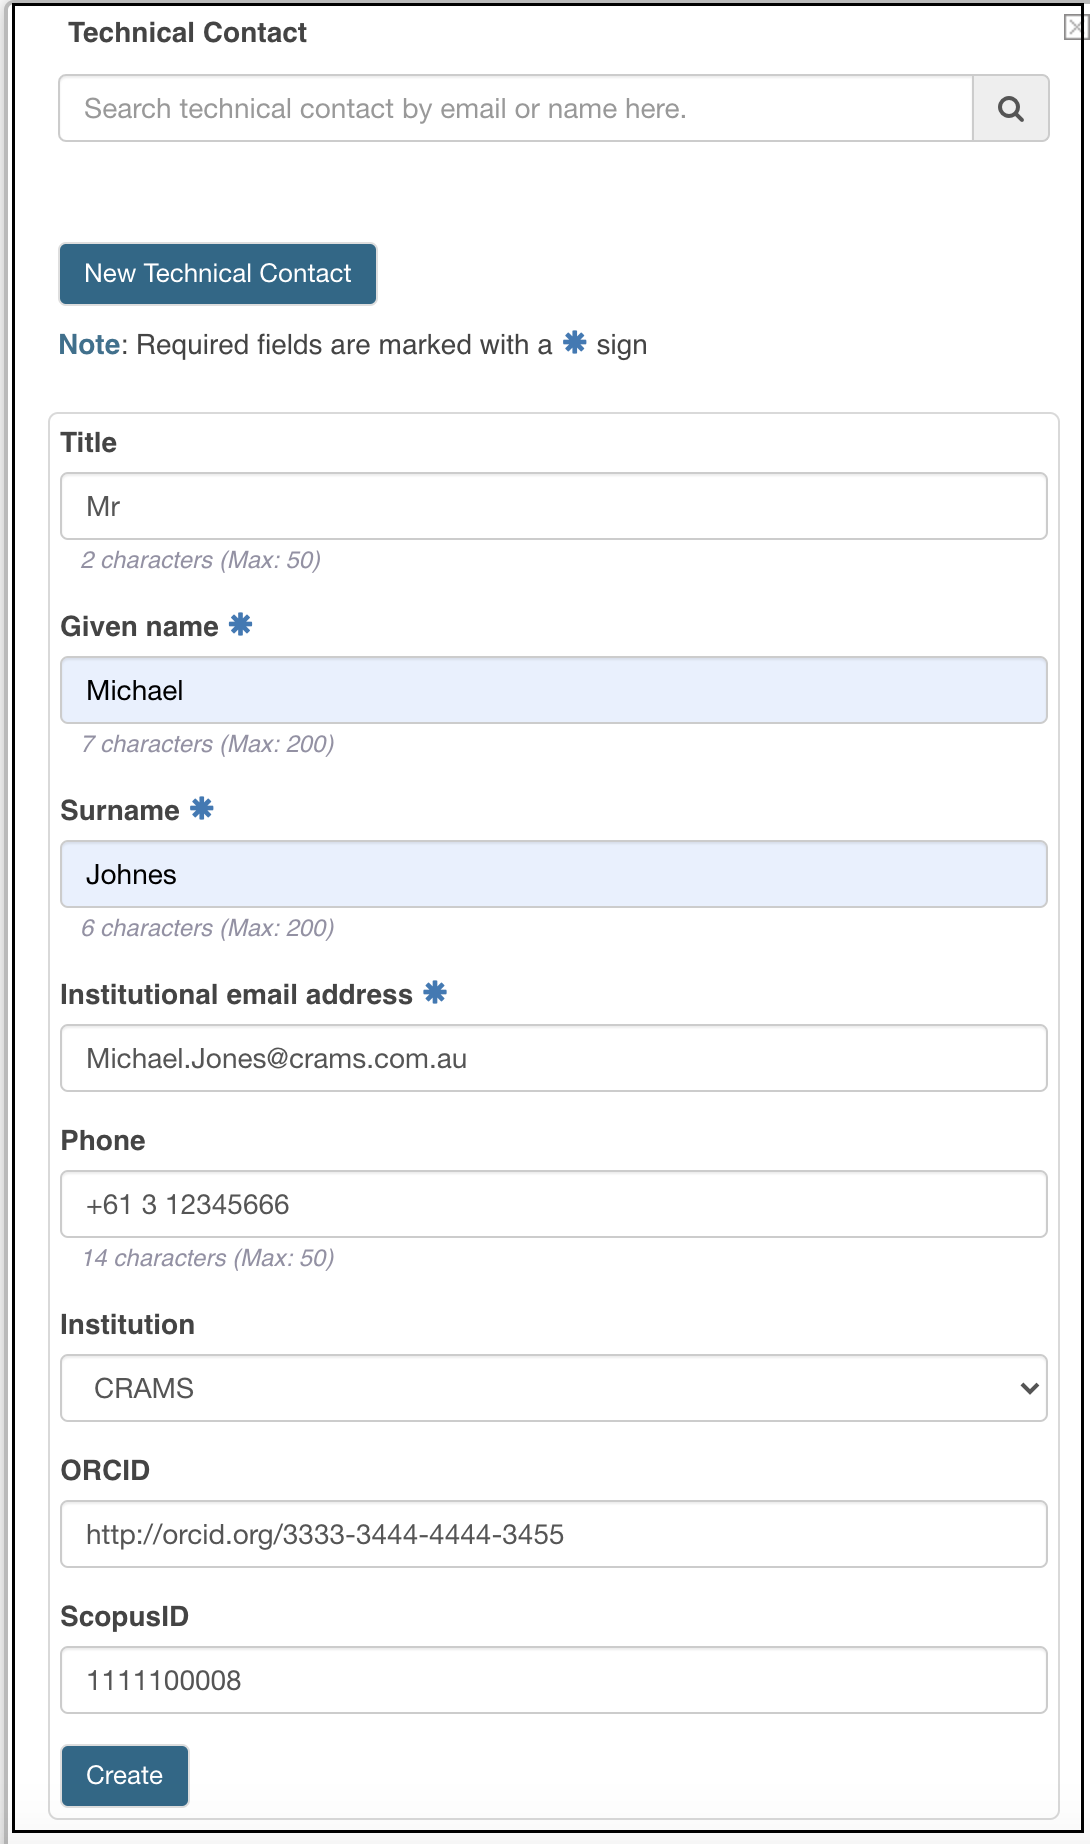 Technical Contact
Search technical contact by email or name here.
New Technical Contact
Note: Required fields are marked with a ✱ sign
Title
Mr
2 characters (Max: 50)
Given name ✱
Michael
7 characters (Max: 200)
Surname ✱
Johnes
6 characters (Max: 200)
Institutional email address ✱
Michael.Jones@crams.com.au
Phone
+61 3 12345666
14 characters (Max: 50)
Institution
CRAMS
ORCID
http://orcid.org/3333-3444-4444-3455
ScopusID
1111100008
Create